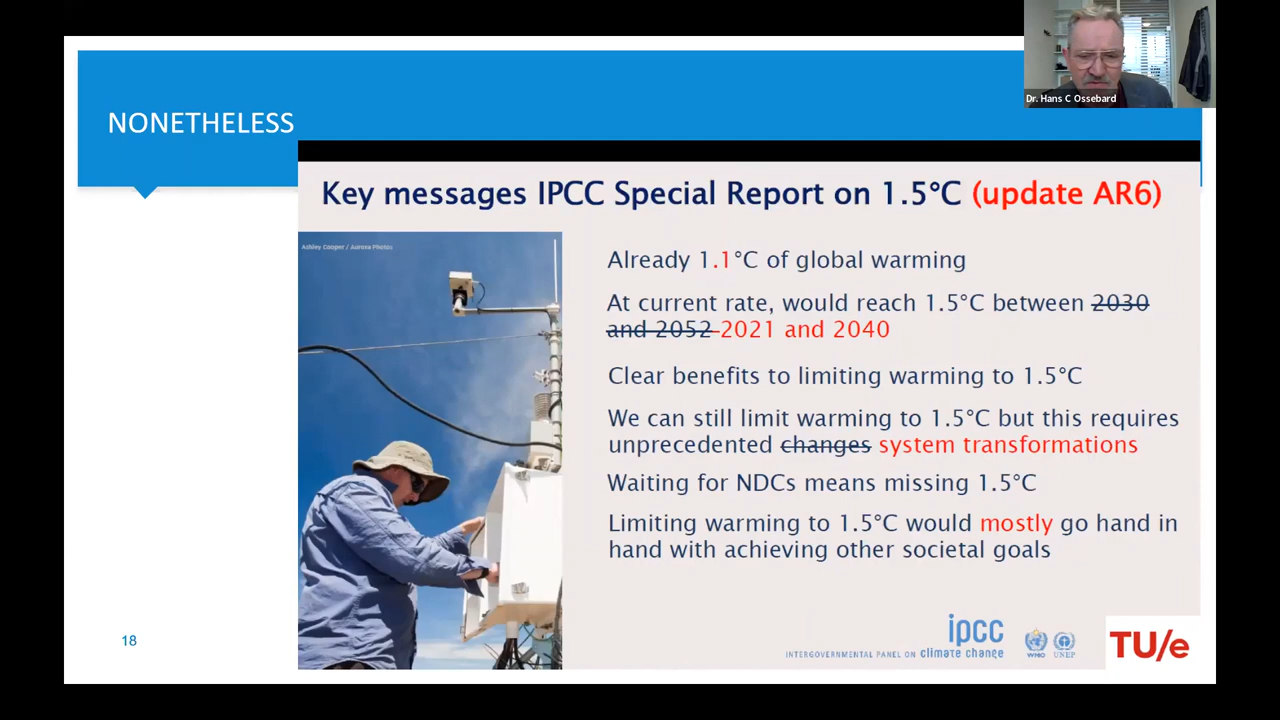 Dr. Hans C Ossebard
NONETHELESS
Key messages IPCC Special Report on 1.5°C (update AR6)
Ashley Cooper / Aurora Photos
Already 1.1°C of global warming
At current rate, would reach 1.5°C between 2030
and 2052 2021 and 2040
Clear benefits to limiting warming to 1.5°C
We can still limit warming to 1.5°C but this requires
unprecedented changes system transformations
Waiting for NDCs means missing 1.5°C
Limiting warming to 1.5°C would mostly go hand in
hand with achieving other societal goals
18
ipcc
INTERGOVERNMENTAL PANEL ON climate change
WMO
UNEP
TU/e